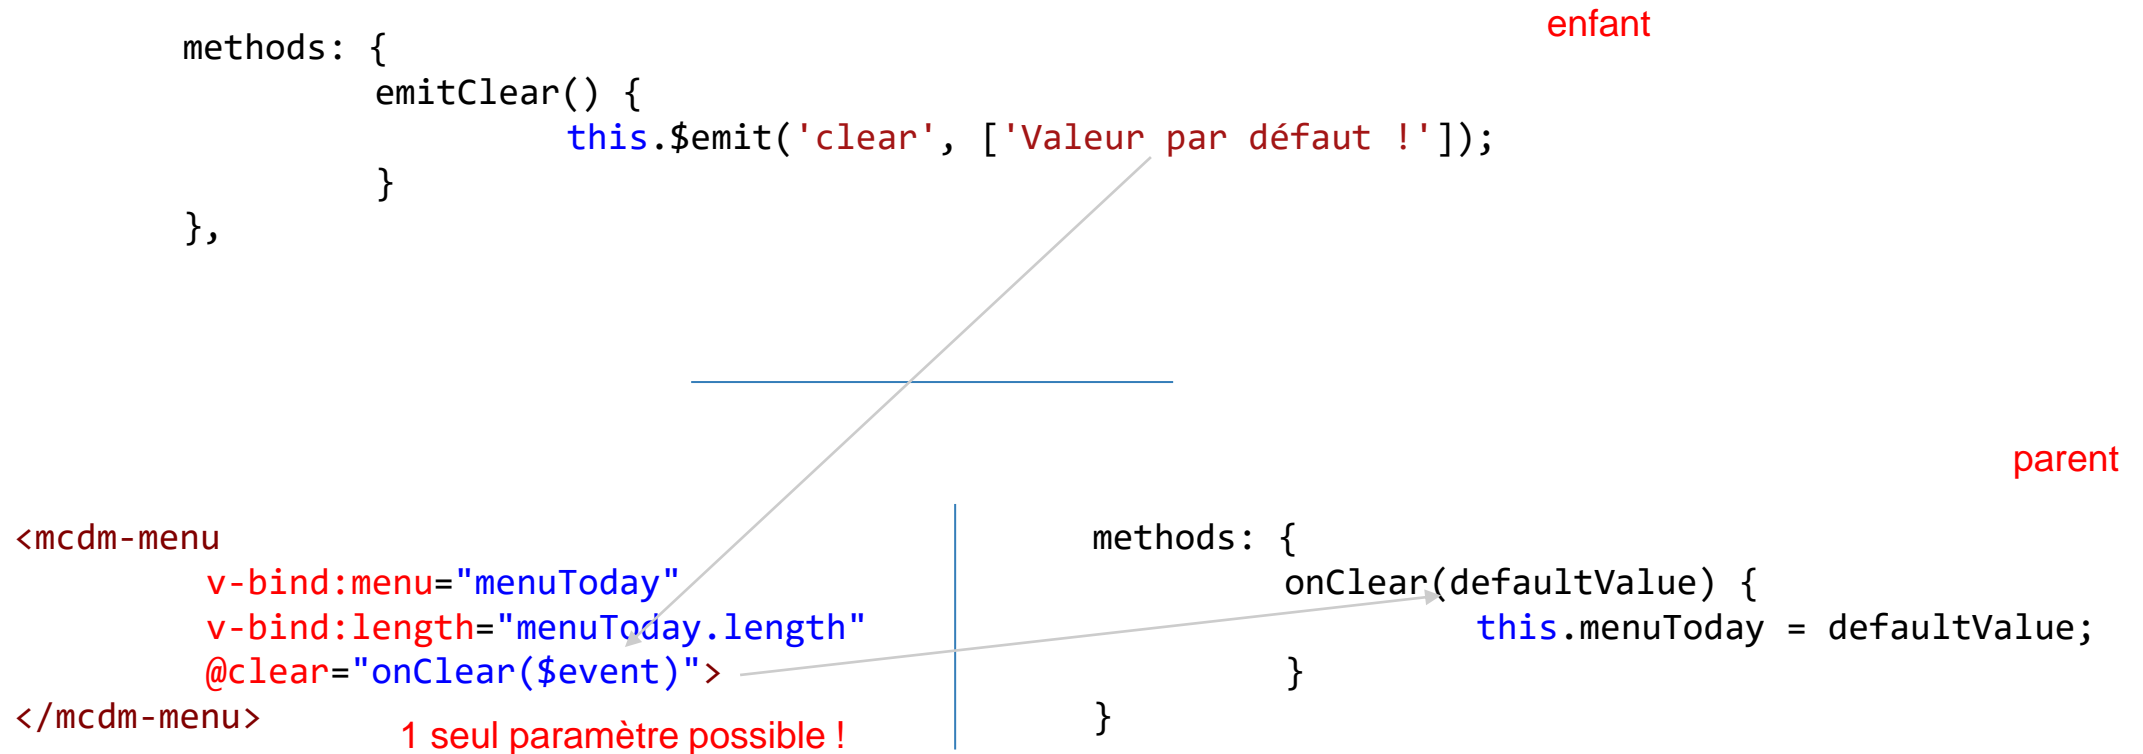 enfant
methods: {
emitClear() {
this.$emit('clear', ['Valeur par défaut !']);
}
},
parent
<mcdm-menu
v-bind:menu="menuToday"
v-bind:length="menuToday.length"
@clear="onClear($event)">
</mcdm-menu>
1 seul paramètre possible !
methods: {
onClear(defaultValue) {
this.menuToday = defaultValue;
}
}